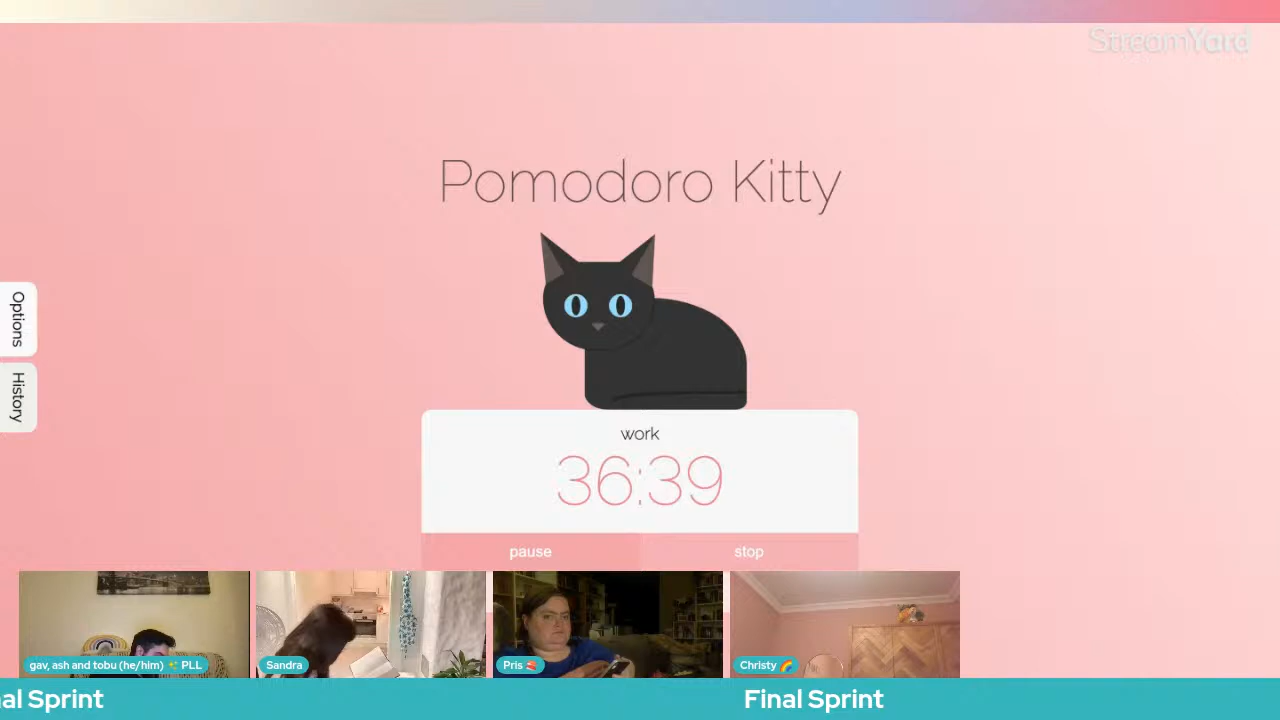 StreamYard
Pomodoro Kitty
Options
History
work
36:39
pause
stop
gav, ash and tobu (he/him) ✨ PLL
Sandra
Pris
Christy 🌈
al Sprint
Final Sprint